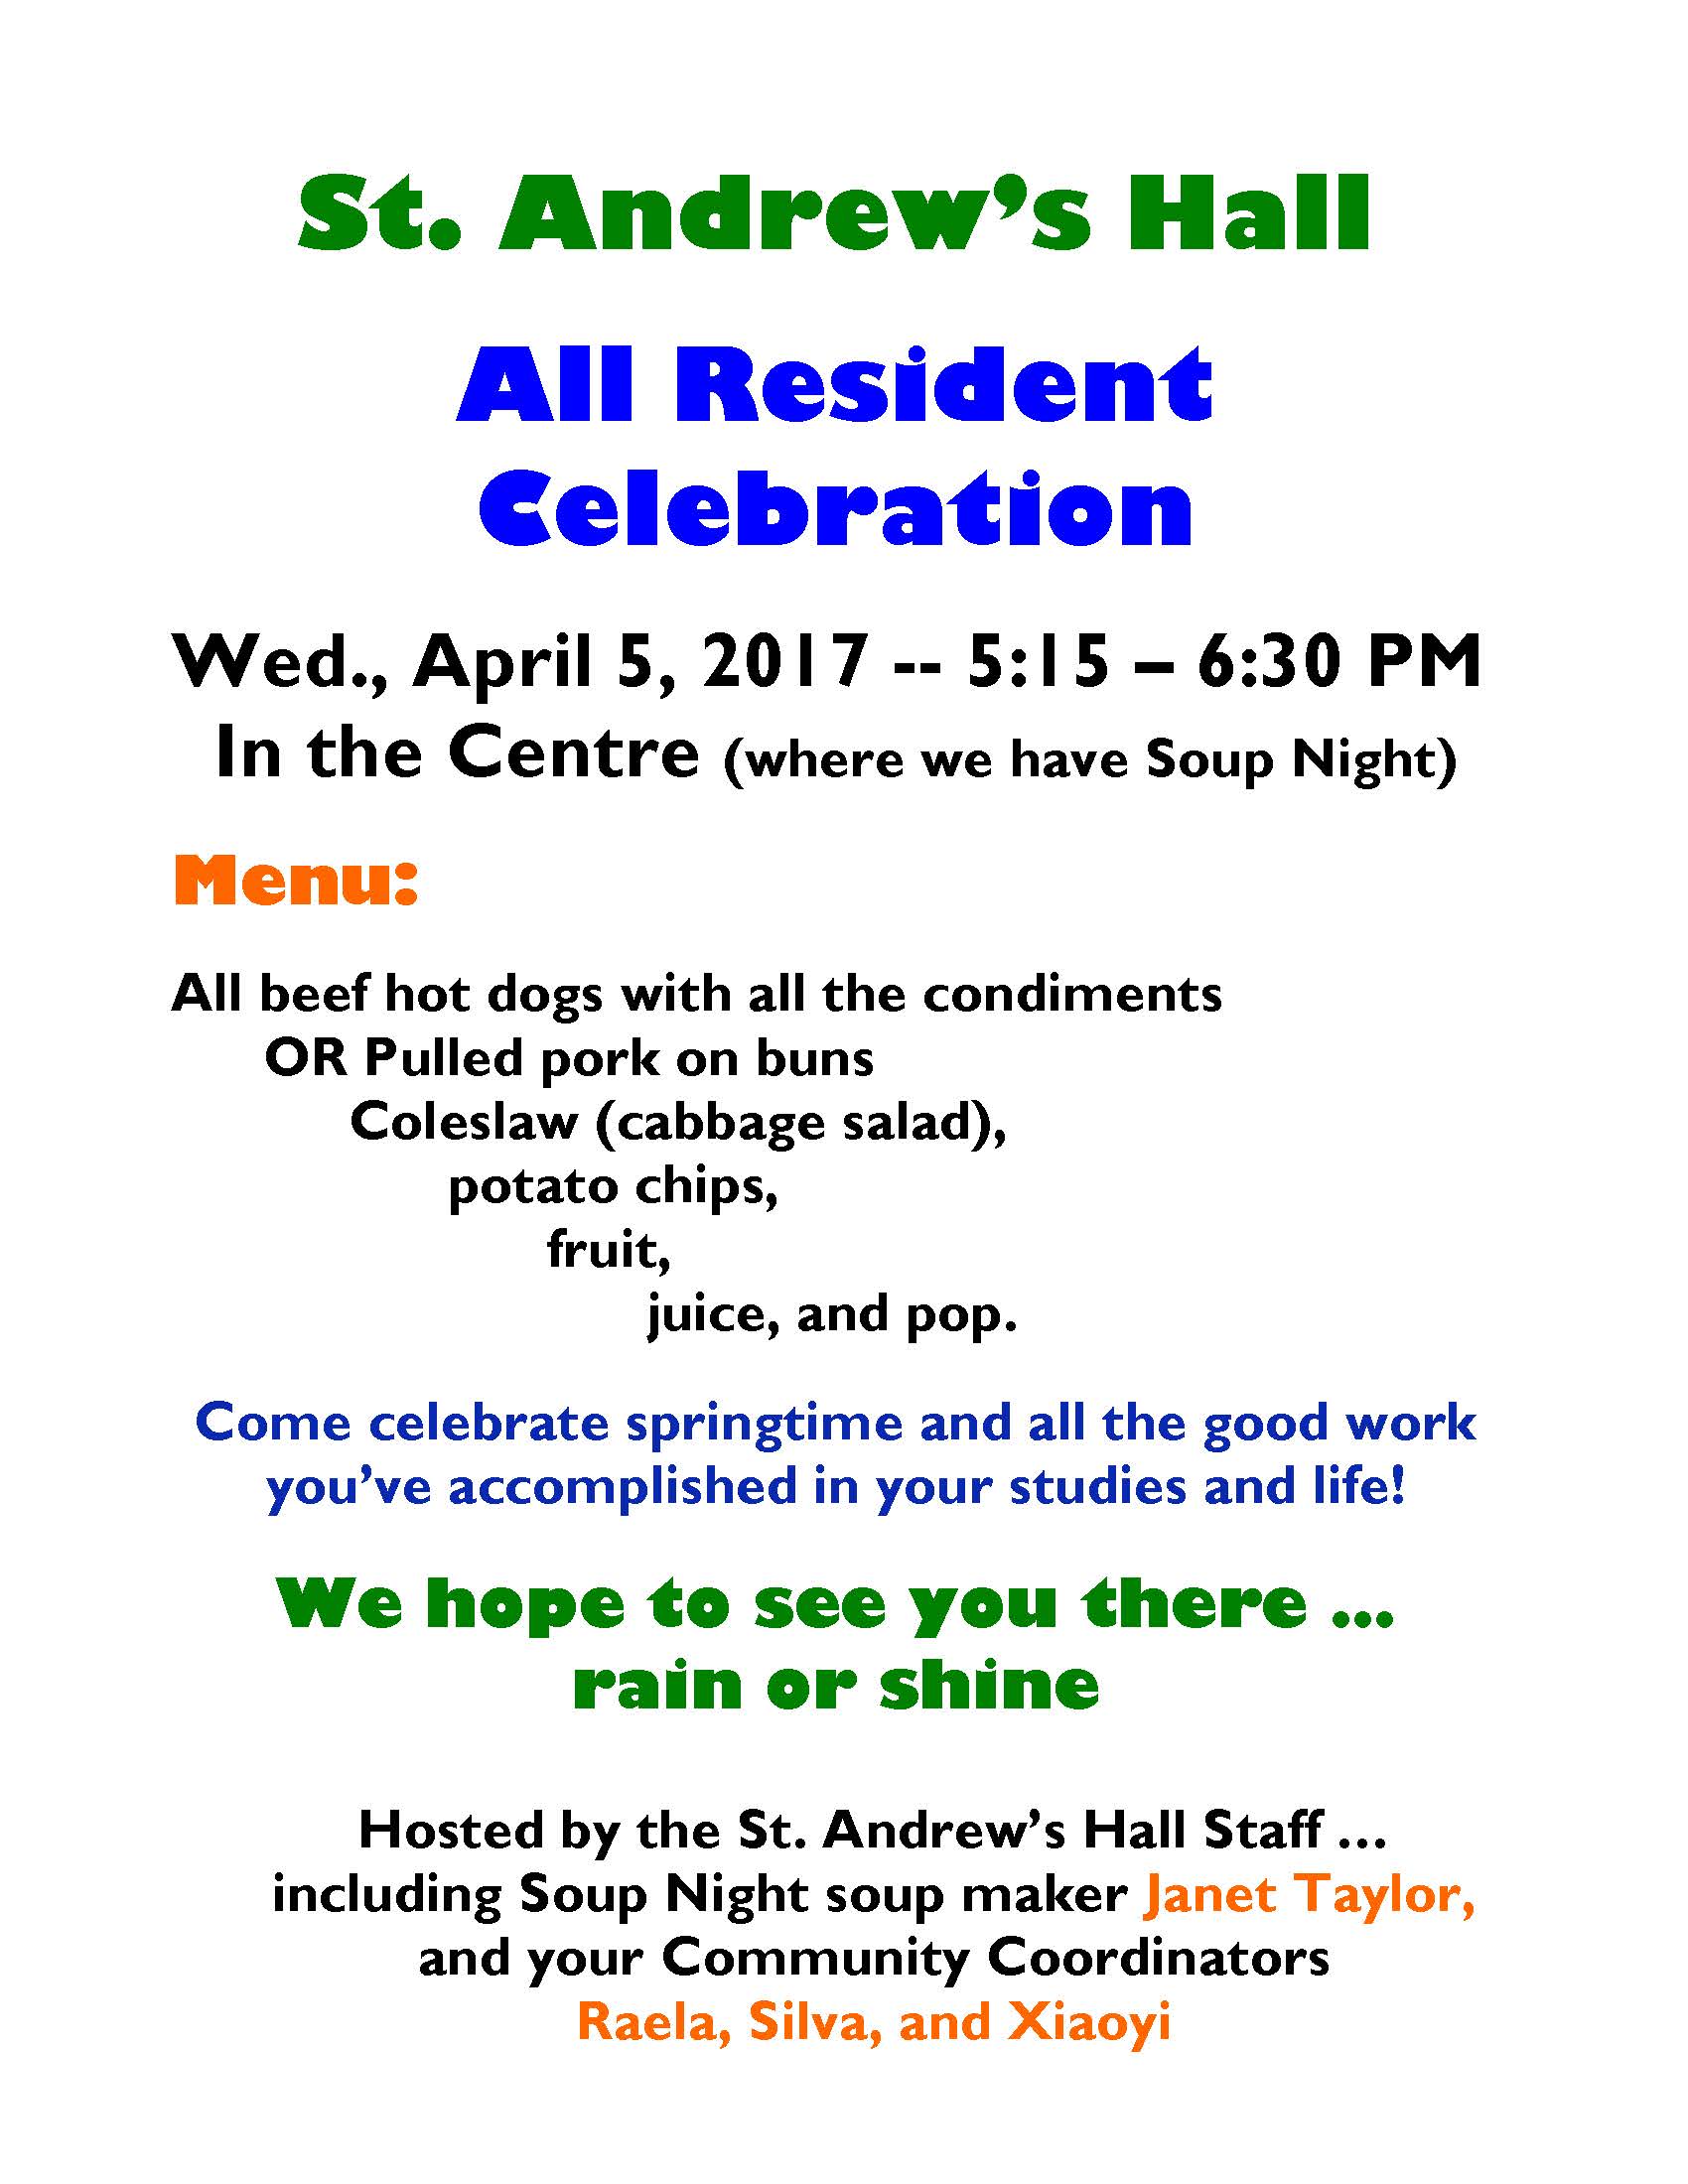 St. Andrew’s Hall
All Resident
Celebration
Wed., April 5, 2017 -- 5:15 – 6:30 PM
In the Centre (where we have Soup Night)
Menu:
All beef hot dogs with all the condiments
OR Pulled pork on buns
Coleslaw (cabbage salad),
potato chips,
fruit,
juice, and pop.
Come celebrate springtime and all the good work
you’ve accomplished in your studies and life!
We hope to see you there …
rain or shine
Hosted by the St. Andrew’s Hall Staff …
including Soup Night soup maker Janet Taylor,
and your Community Coordinators
Raela, Silva, and Xiaoyi